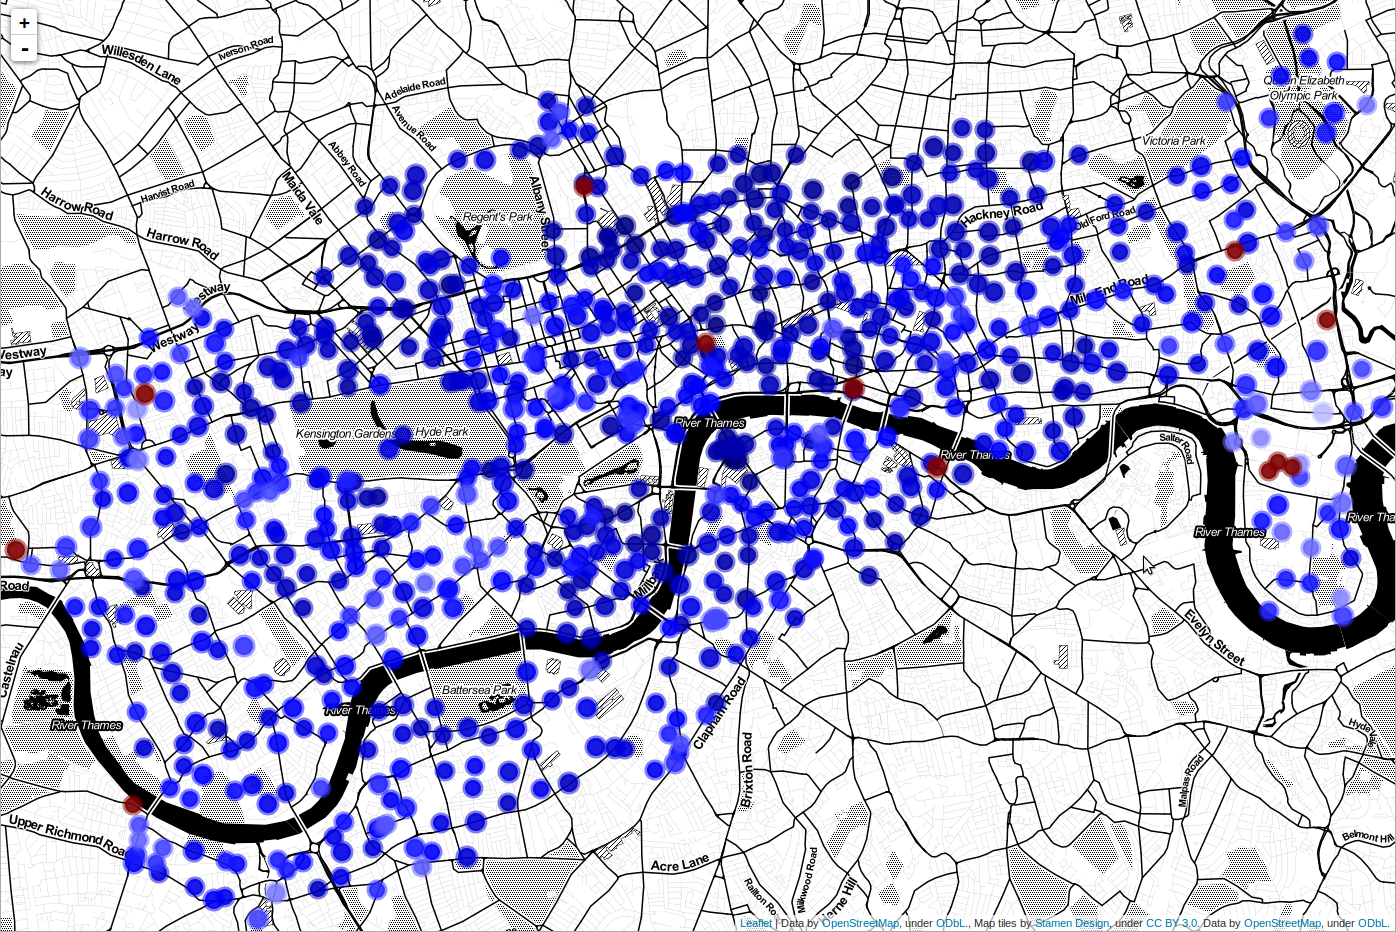 +
-
Willesden Lane
Iverson Road
Adelaide Road
Avenue Road
Abbey Road
Maida Vale
Harvist Road
Harrow Road
Harrow Road
Regent's Park
Albany Street
Queen Elizabeth
Olympic Park
Victoria Park
Hackney Road
Old Ford Road
Mile End Road
Westway
Westway
Westway
ay
Kensington Gardens
Hyde Park
River Thames
River Thames
Salter Road
River Thames
River Tha
Road
Millbank
Castelnau
River Thames
River Thames
Battersea Park
Evelyn Street
Clapham Road
Brixton Road
Hyde Vale
Malpas Road
Belmont Hill
Upper Richmond Road
Acre Lane
Railton Ro
Milkwood Road
Herne Hill
Leaflet | Data by OpenStreetMap, under ODbL., Map tiles by Stamen Design, under CC BY 3.0. Data by OpenStreetMap, under ODbL.